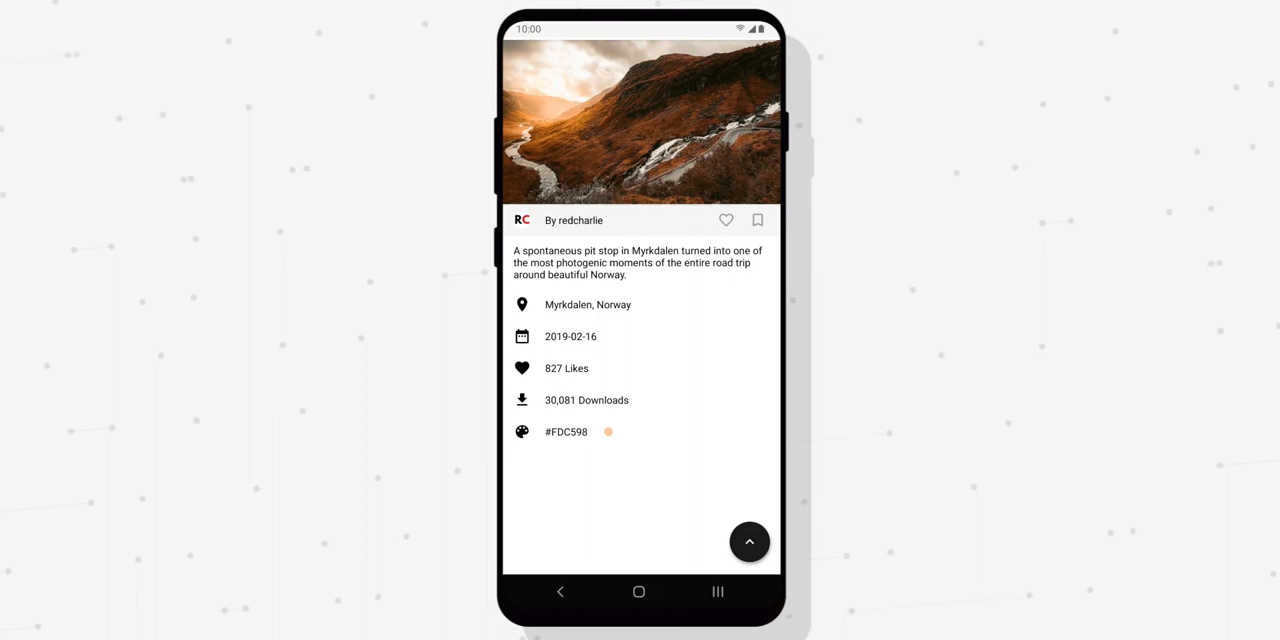 10:00
RC By redcharlie
A spontaneous pit stop in Myrkdalen turned into one of
the most photogenic moments of the entire road trip
around beautiful Norway.
Myrkdalen, Norway
2019-02-16
827 Likes
30,081 Downloads
#FDC598